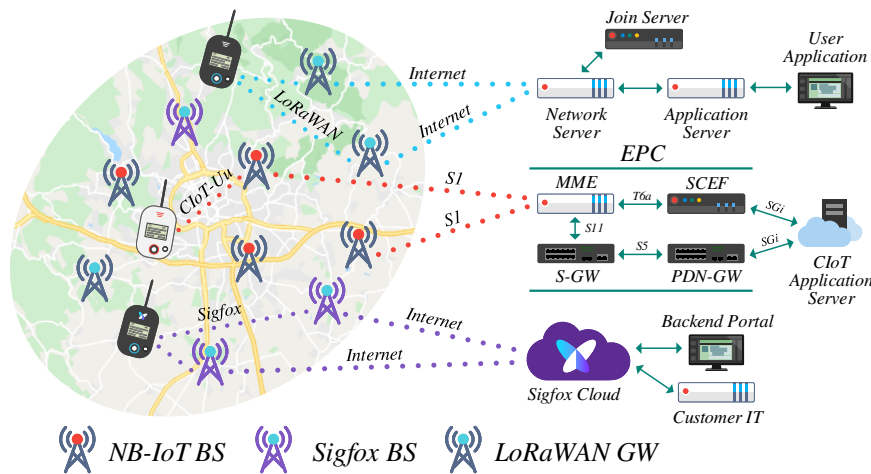 Join Server
User
Application
Internet
LoRaWAN
Internet
Network
Server
Application
Server
EPC
MME
SCEF
CIoT-Uu
S1
T6a
SGi
S1
S11
S5
SGi
S-GW
PDN-GW
CIoT
Application
Server
Sigfox
Internet
Internet
Backend Portal
Sigfox Cloud
Customer IT
NB-IoT BS
Sigfox BS
LoRaWAN GW